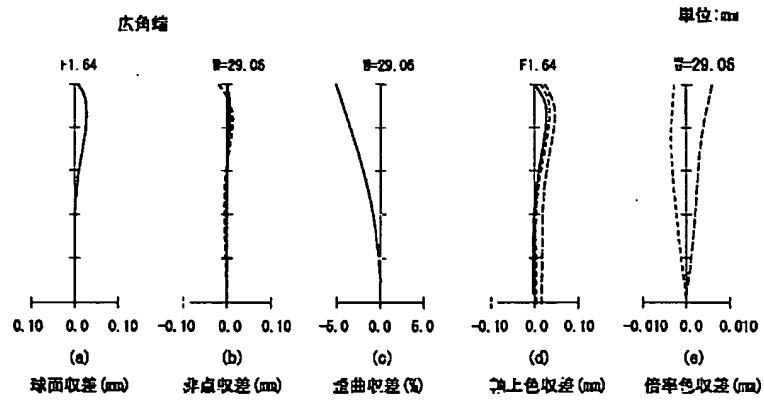 広角端
単位:mm
F1.64
W=29.06
W=29.06
F1.64
W=29.06
0.10 0.0 0.10
-0.10 0.0 0.10
-5.0 0.0 5.0
-0.10 0.0 0.10
-0.010 0.0 0.010
(a)
(b)
(c)
(d)
(e)
球面収差(mm)
非点収差(mm)
歪曲収差(%)
軸上色収差(mm)
倍率色収差(mm)